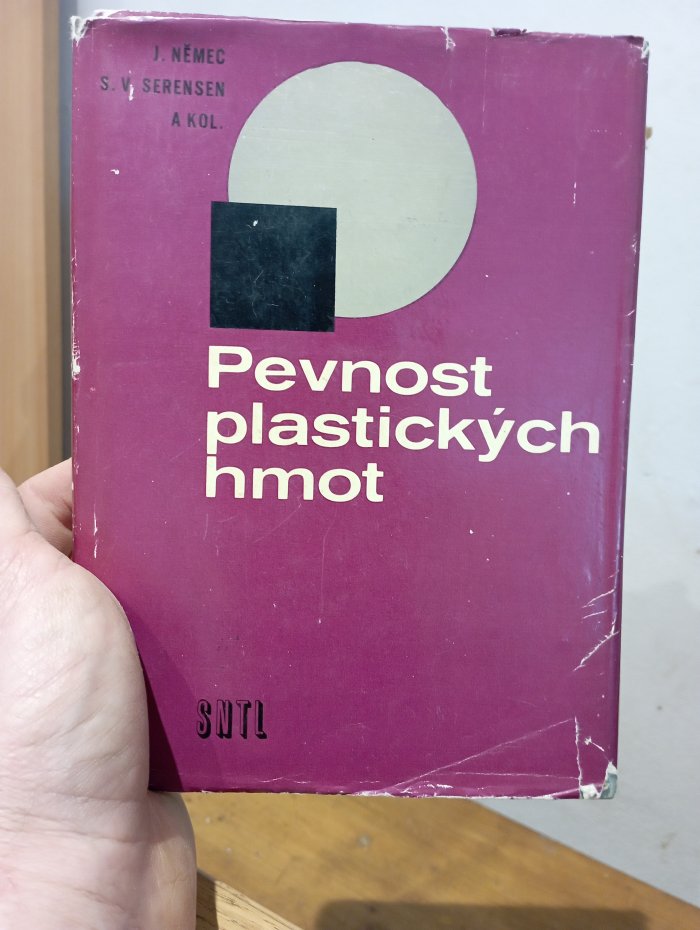 J. NĚMEC
S. V. SERENSEN
A KOL.
Pevnost
plastických
hmot
SNTL